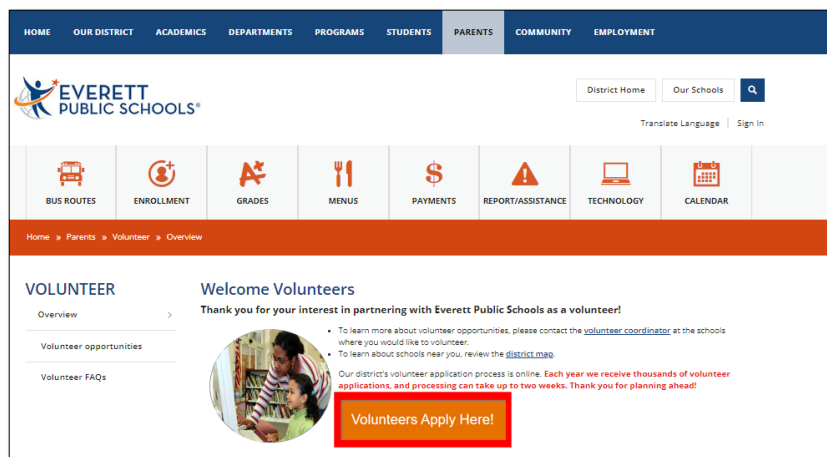 HOME OUR DISTRICT ACADEMICS DEPARTMENTS PROGRAMS STUDENTS PARENTS COMMUNITY EMPLOYMENT
EVERETT
PUBLIC SCHOOLS®
District Home Our Schools
Translate Language | Sign In
BUS ROUTES ENROLLMENT GRADES MENUS PAYMENTS REPORT/ASSISTANCE TECHNOLOGY CALENDAR
Home » Parents » Volunteer » Overview
VOLUNTEER
Overview >
Volunteer opportunities
Volunteer FAQs
Welcome Volunteers
Thank you for your interest in partnering with Everett Public Schools as a volunteer!
• To learn more about volunteer opportunities, please contact the volunteer coordinator at the schools
where you would like to volunteer.
• To learn about schools near you, review the district map.
Our district's volunteer application process is online. Each year we receive thousands of volunteer
applications, and processing can take up to two weeks. Thank you for planning ahead!
Volunteers Apply Here!